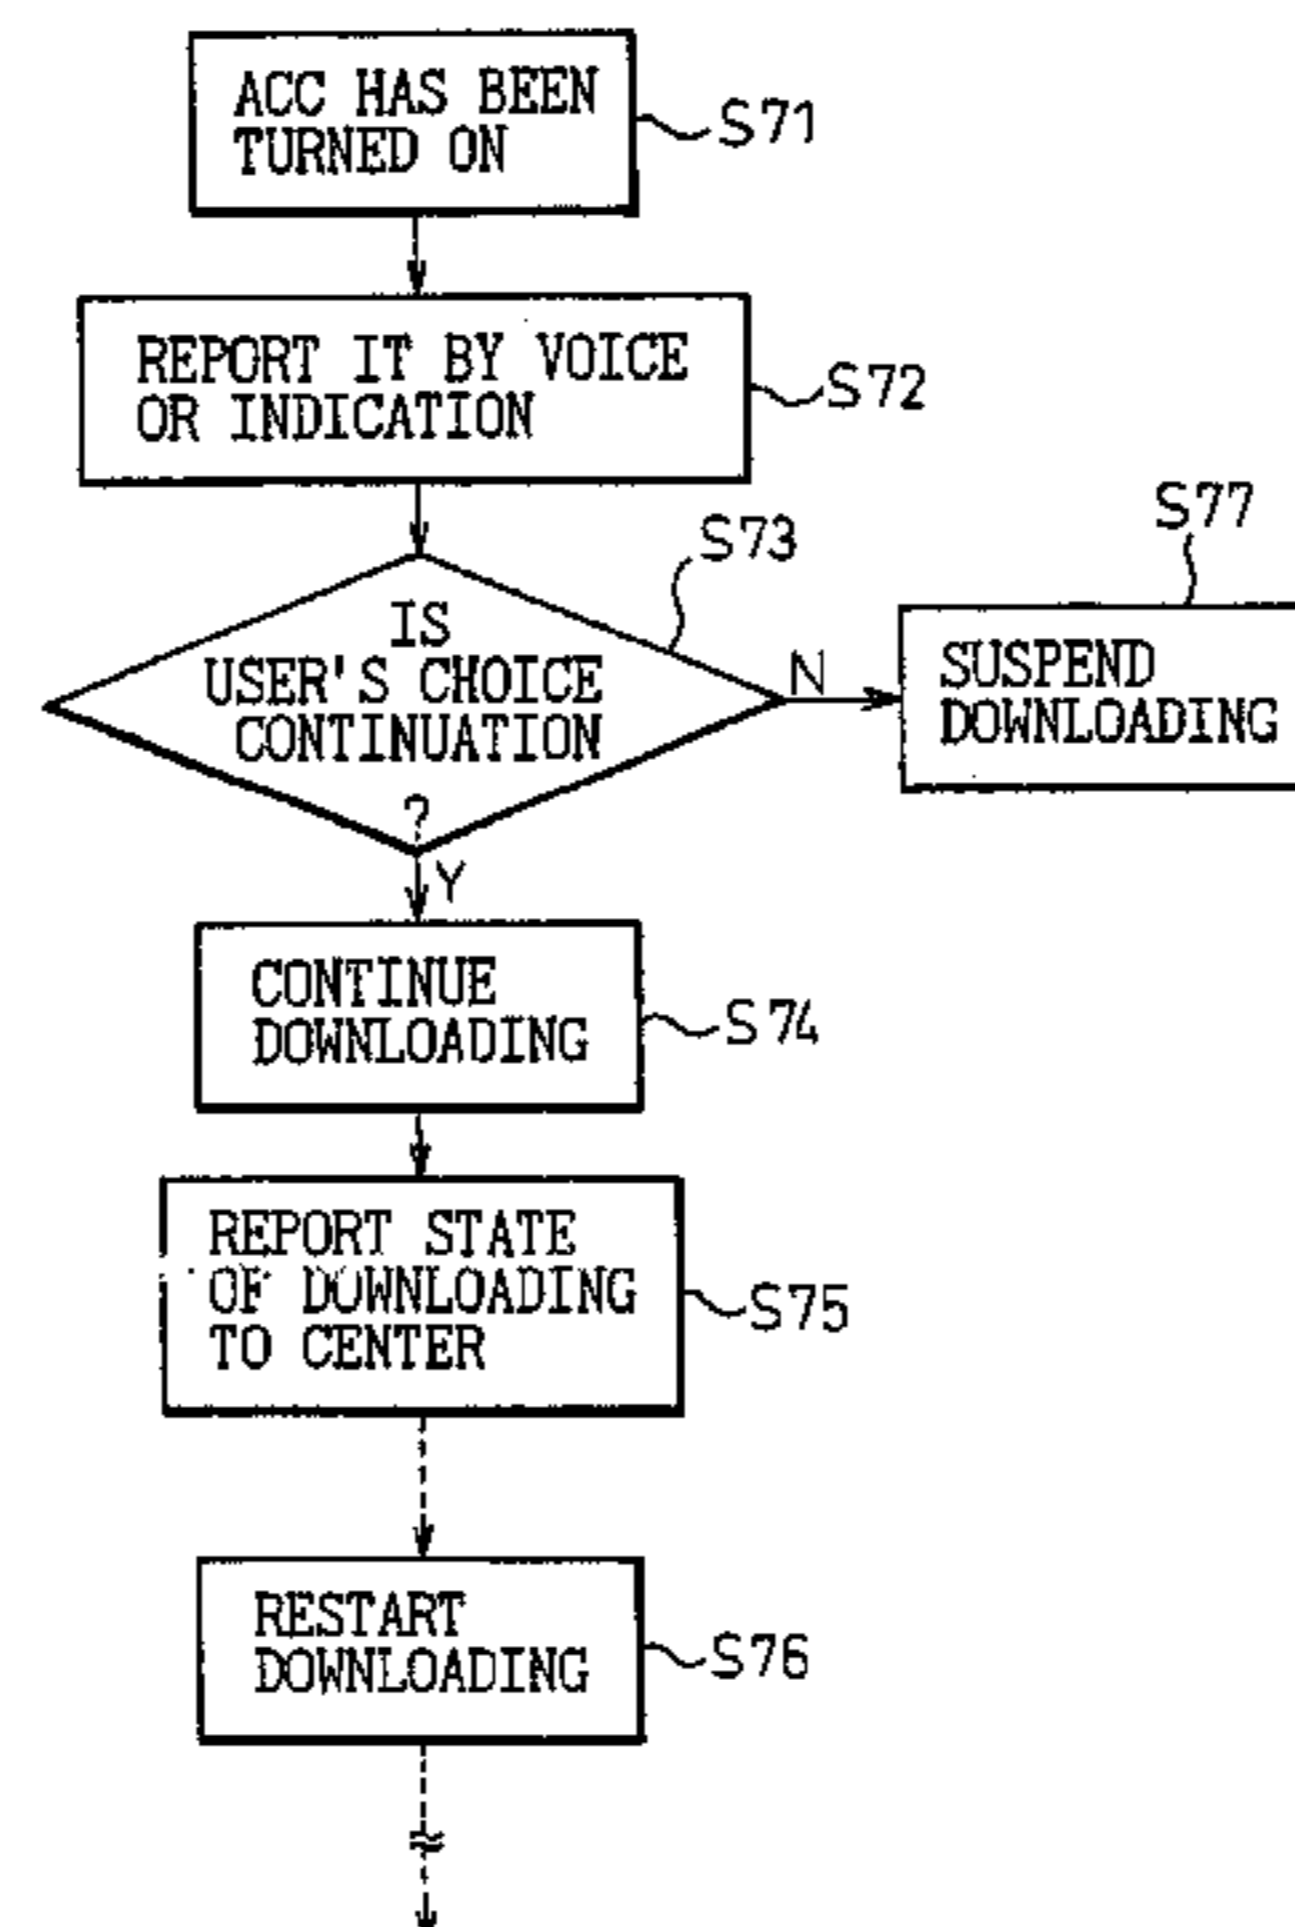 ACC HAS BEEN
TURNED ON
S71
REPORT IT BY VOICE
OR INDICATION
S72
S73
IS
USER'S CHOICE
CONTINUATION
?
N
S77
SUSPEND
DOWNLOADING
Y
CONTINUE
DOWNLOADING
S74
REPORT STATE
OF DOWNLOADING
TO CENTER
S75
RESTART
DOWNLOADING
S76